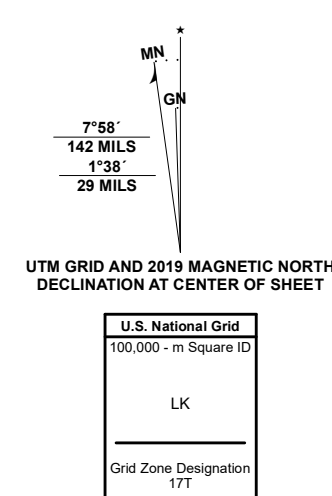 ★
MN
GN
7°58´
142 MILS
1°38´
29 MILS
UTM GRID AND 2019 MAGNETIC NORTH
DECLINATION AT CENTER OF SHEET
U.S. National Grid
100,000 - m Square ID
LK
Grid Zone Designation
17T